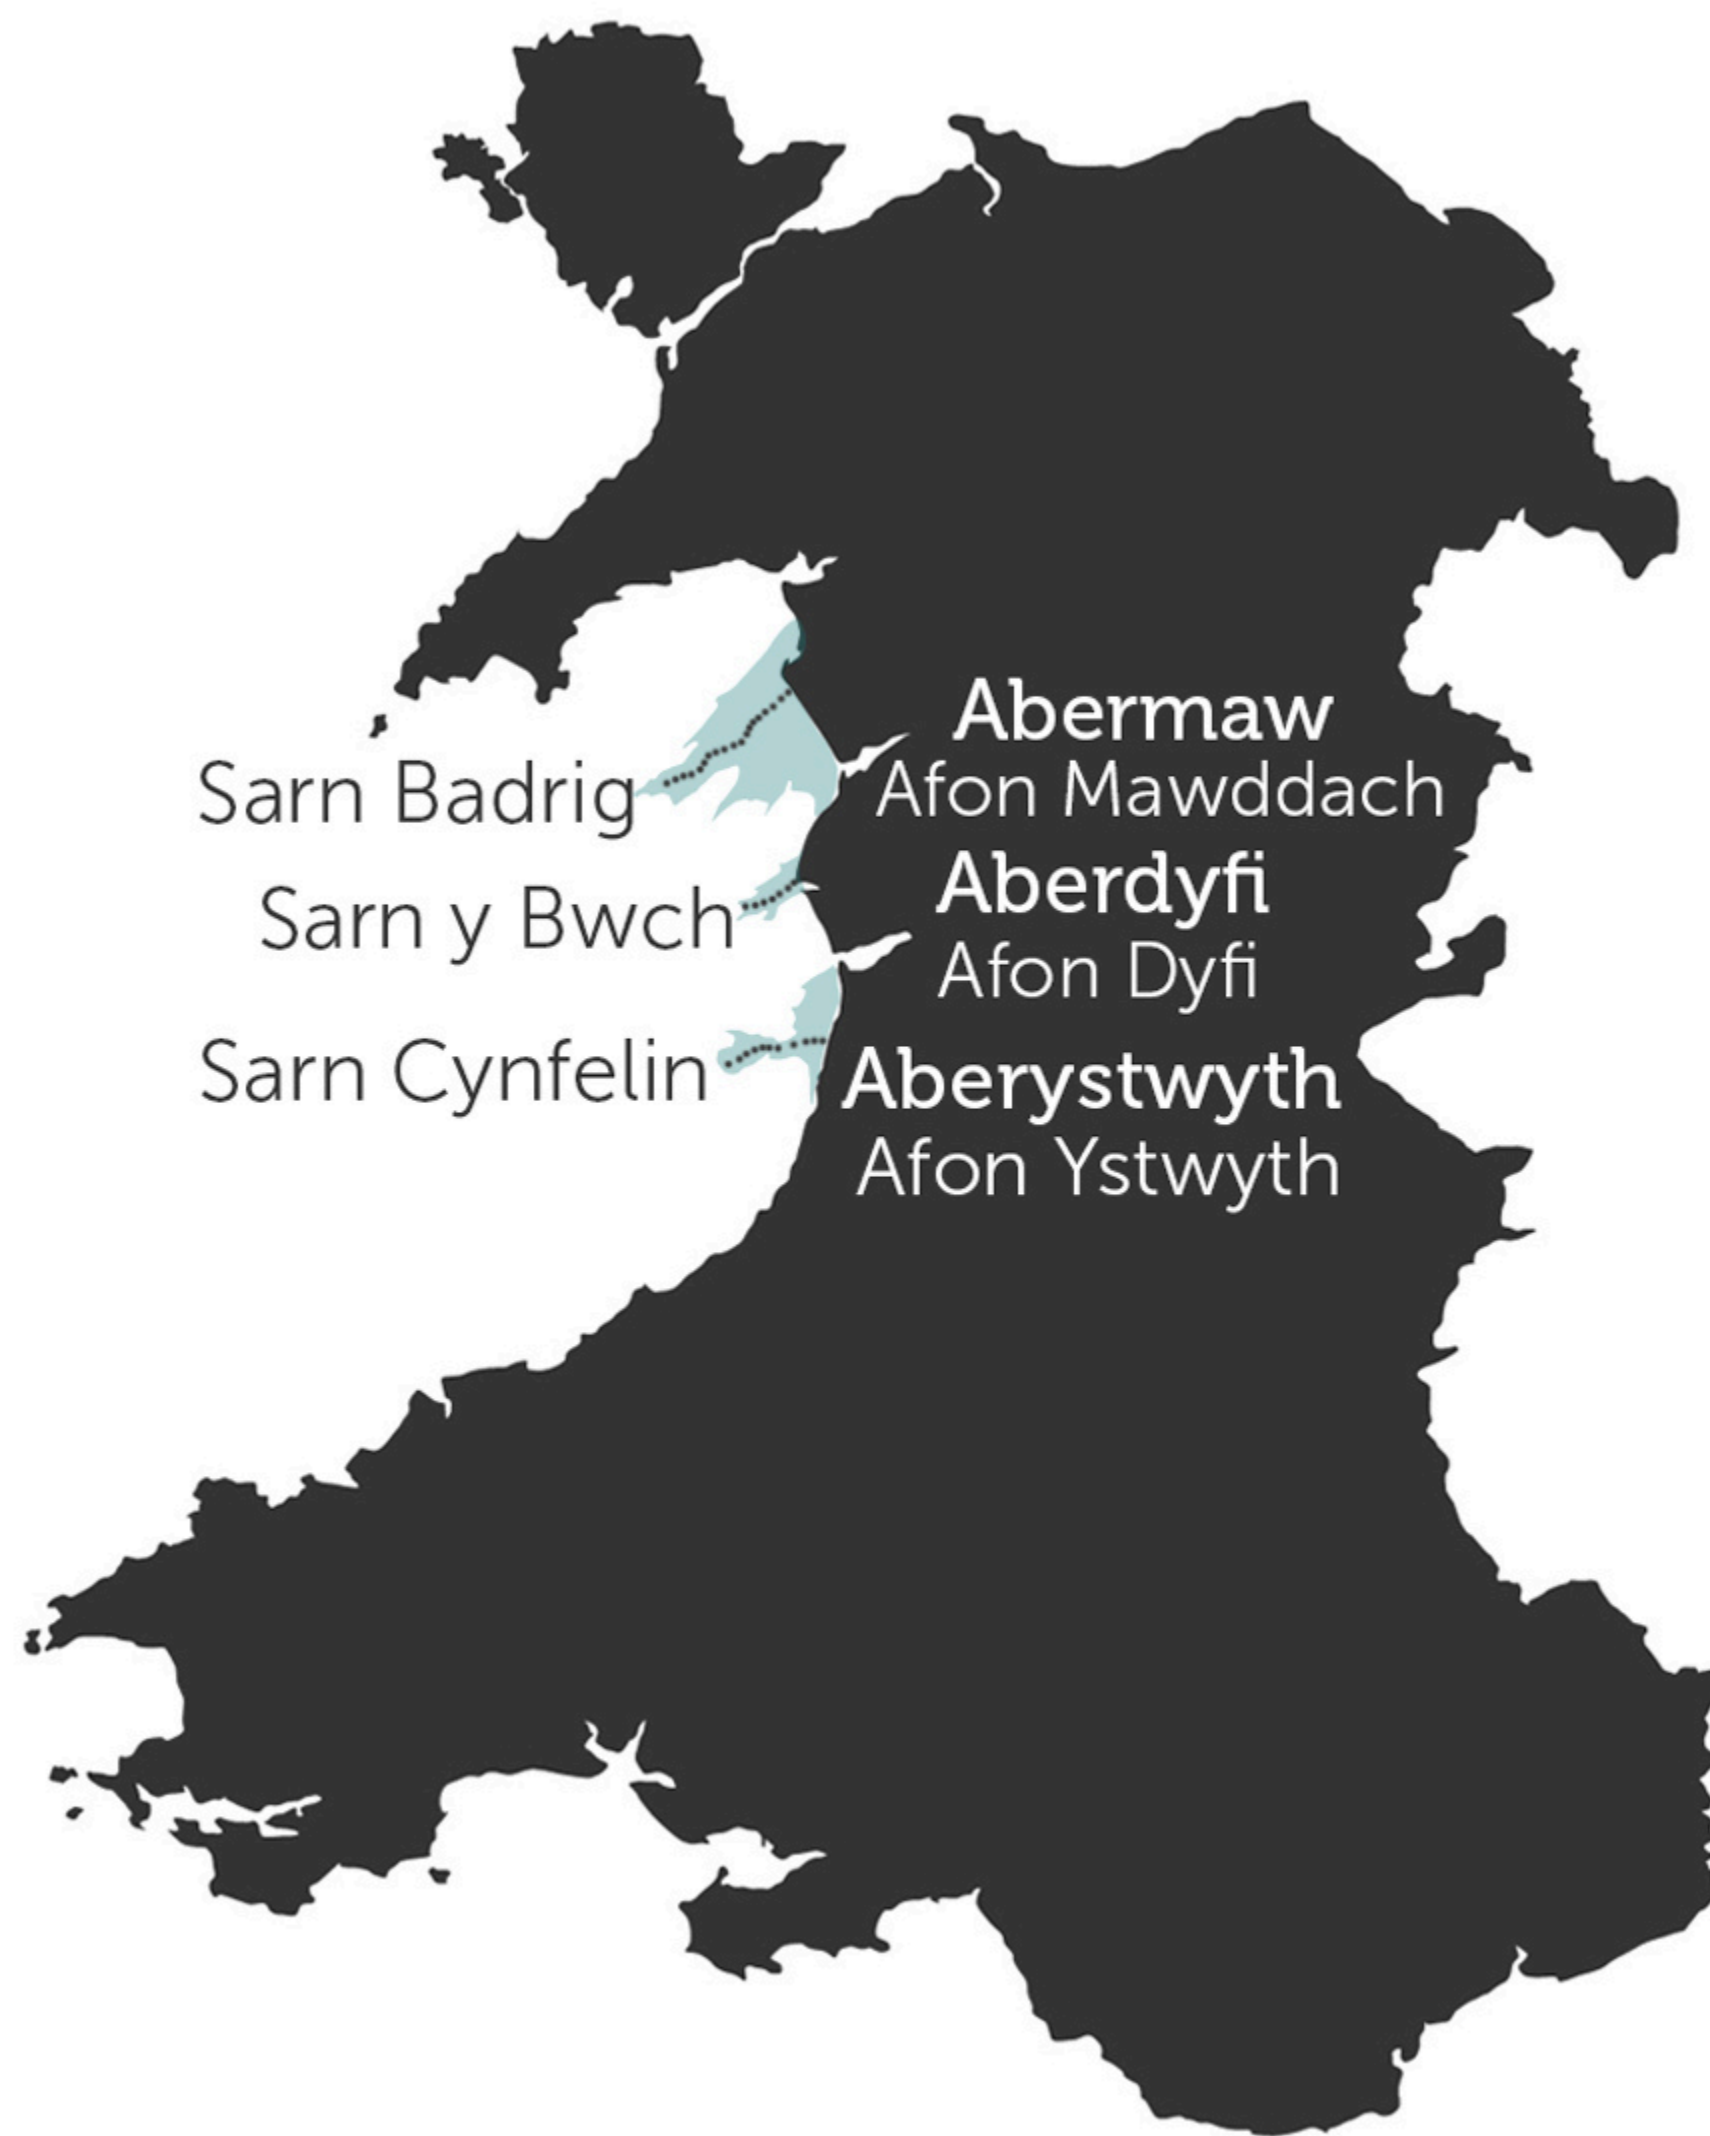 Abermaw
Sarn Badrig
Afon Mawddach
Aberdyfi
Sarn y Bwch
Afon Dyfi
Sarn Cynfelin
Aberystwyth
Afon Ystwyth